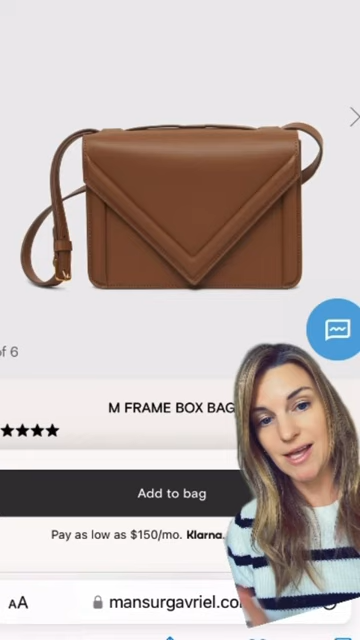 of 6
M FRAME BOX BAG
Add to bag
Pay as low as $150/mo. Klarna.
AA
mansurgavriel.co